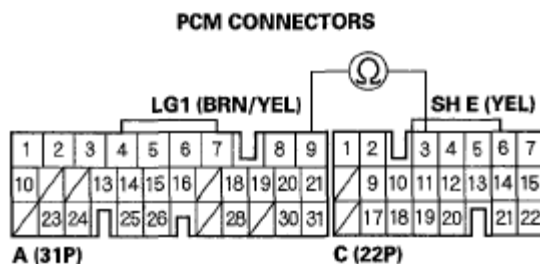 PCM CONNECTORS
Ω
LG1 (BRN/YEL) SH E (YEL)
1 2 3 4 5 6 7 8 9 1 2 3 4 5 6 7
10 13 14 15 16 18 19 20 21 9 10 11 12 13 14 15
23 24 25 26 28 30 31 17 18 19 20 21 22
A (31P) C (22P)